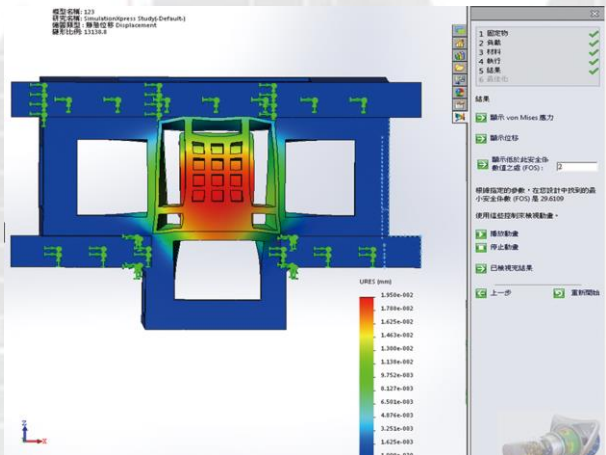 模型名稱: 123
研究名稱: SimulationXpress Study(-Default-)
繪圖類型: 靜態位移 Displacement
變形比例: 13138.8
URES (mm)
1.950e-002
1.788e-002
1.625e-002
1.463e-002
1.300e-002
1.138e-002
9.752e-003
8.127e-003
6.501e-003
4.876e-003
3.251e-003
1.625e-003
1.000e-030
1 固定物
2 負載
3 材料
4 執行
5 結果
6 最佳化
結果
顯示 von Mises 應力
顯示位移
顯示低於此安全係
數值之處 (FOS):
2
根據指定的參數，在您設計中找到的最
小安全係數 (FOS) 是 29.6109
使用這些控制來檢視動畫。
播放動畫
停止動畫
已檢視完結果
上一步
重新開始